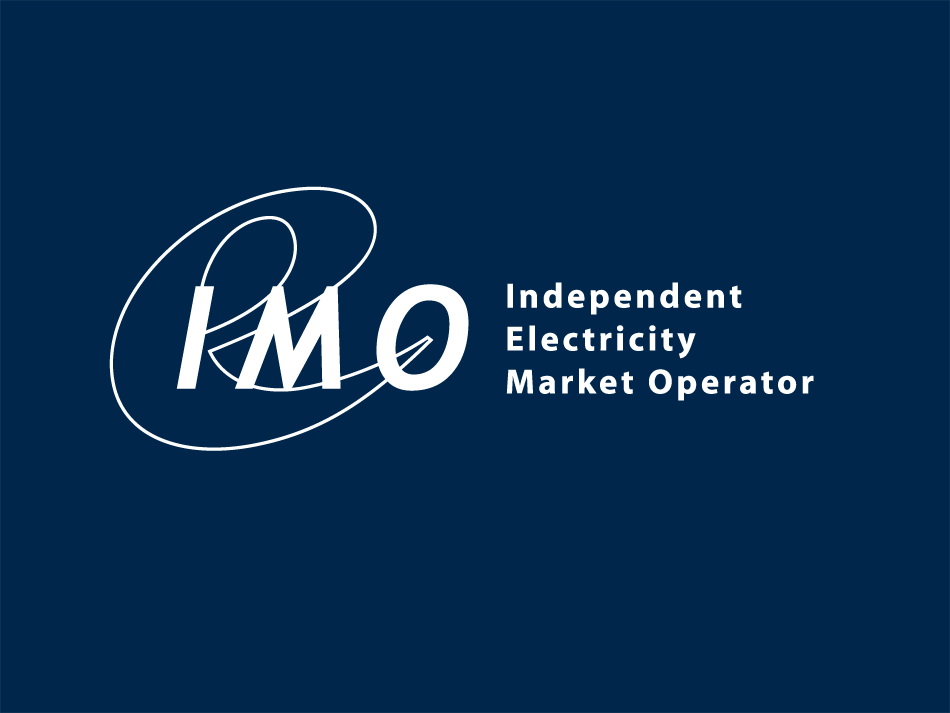 IMO
Independent
Electricity
Market Operator